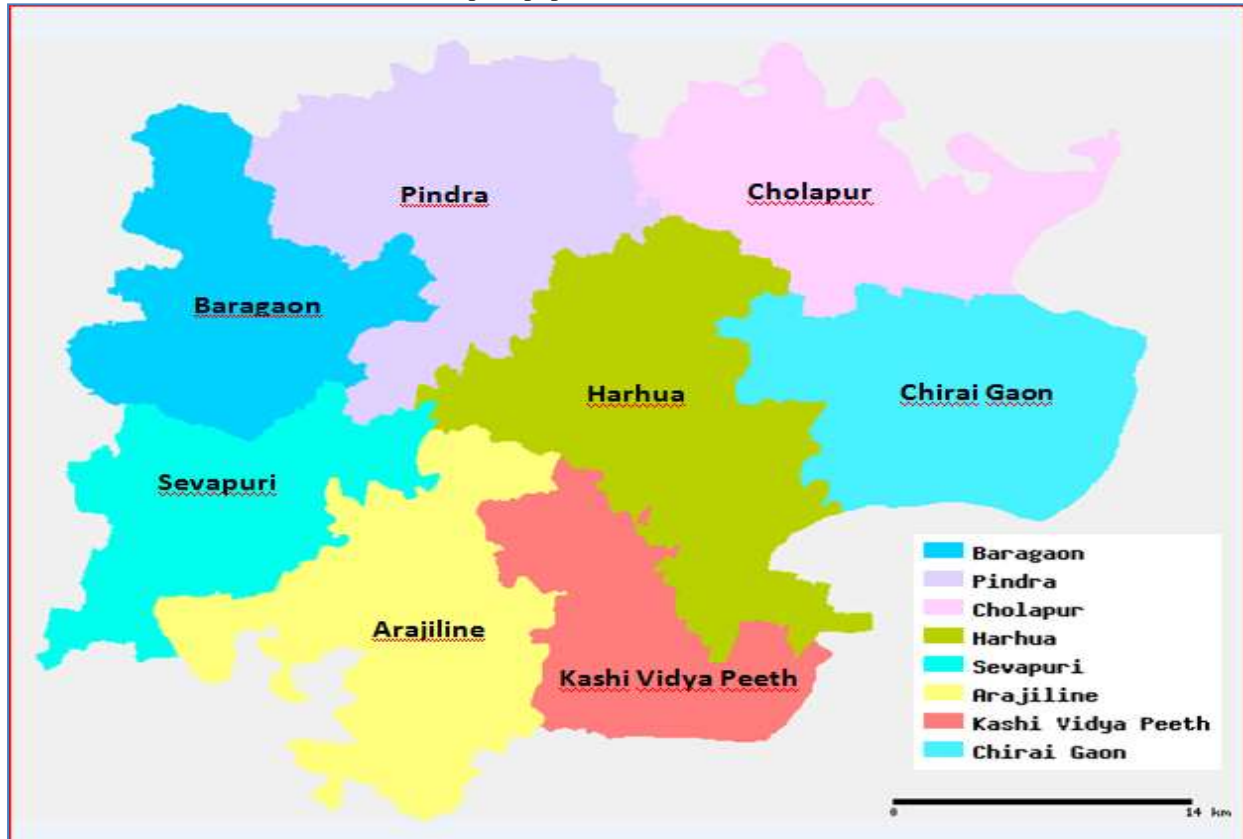 Pindra
Cholapur
Baragaon
Harhua
Chirai Gaon
Sevapuri
Arajiline
Kashi Vidya Peeth
Baragaon
Pindra
Cholapur
Harhua
Sevapuri
Arajiline
Kashi Vidya Peeth
Chirai Gaon
0 14 km